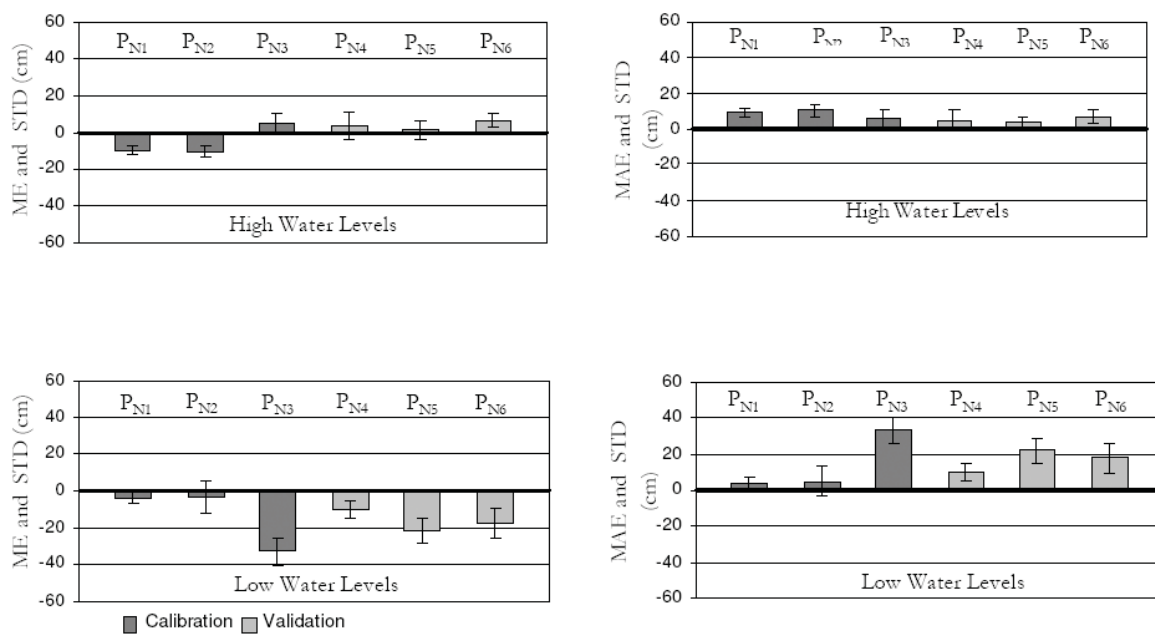 60
40
20
0
-20
-40
-60
ME and STD (cm)
PN1 PN2 PN3 PN4 PN5 PN6
High Water Levels
60
40
20
0
-20
-40
-60
MAE and STD
(cm)
PN1 PN2 PN3 PN4 PN5 PN6
High Water Levels
60
40
20
0
-20
-40
-60
ME and STD (cm)
PN1 PN2 PN3 PN4 PN5 PN6
Low Water Levels
Calibration Validation
60
40
20
0
-20
-40
-60
MAE and STD
(cm)
PN1 PN2 PN3 PN4 PN5 PN6
Low Water Levels